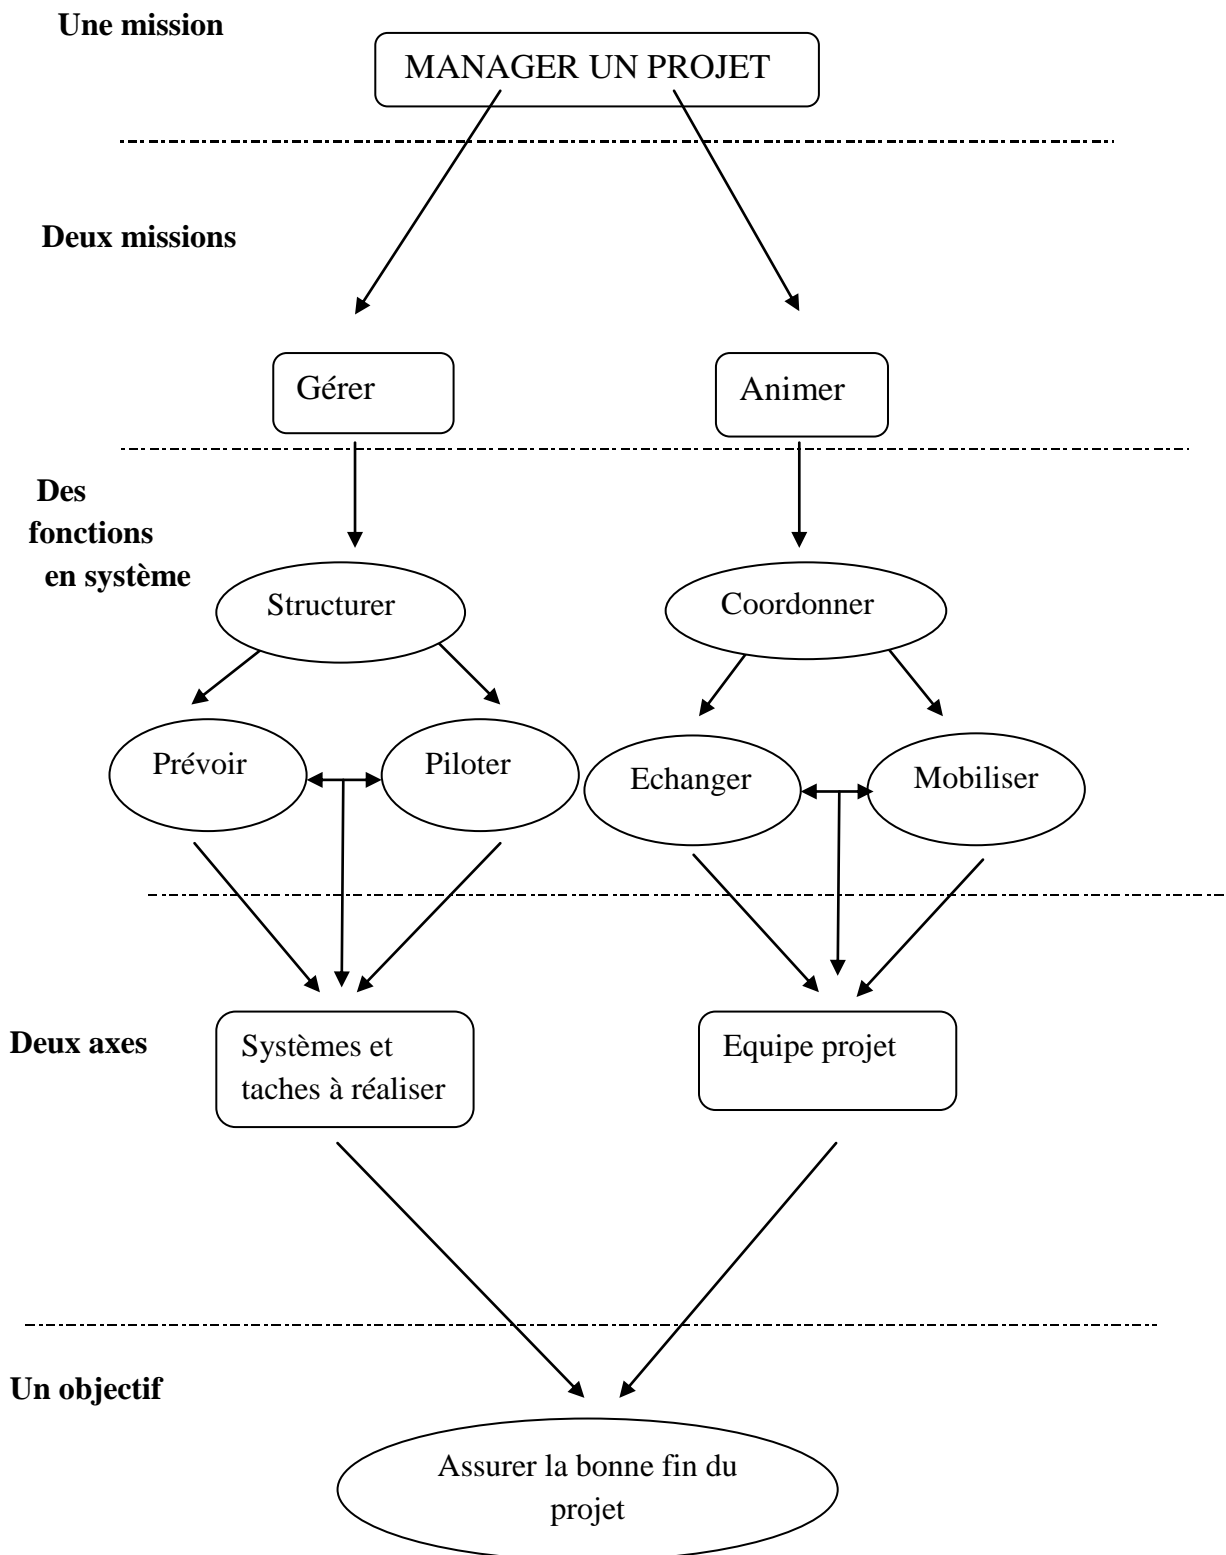 Une mission
MANAGER UN PROJET
Deux missions
Gérer
Animer
Des
fonctions
en système
Structurer
Coordonner
Prévoir
Piloter
Echanger
Mobiliser
Deux axes
Systèmes et
taches à réaliser
Equipe projet
Un objectif
Assurer la bonne fin du
projet